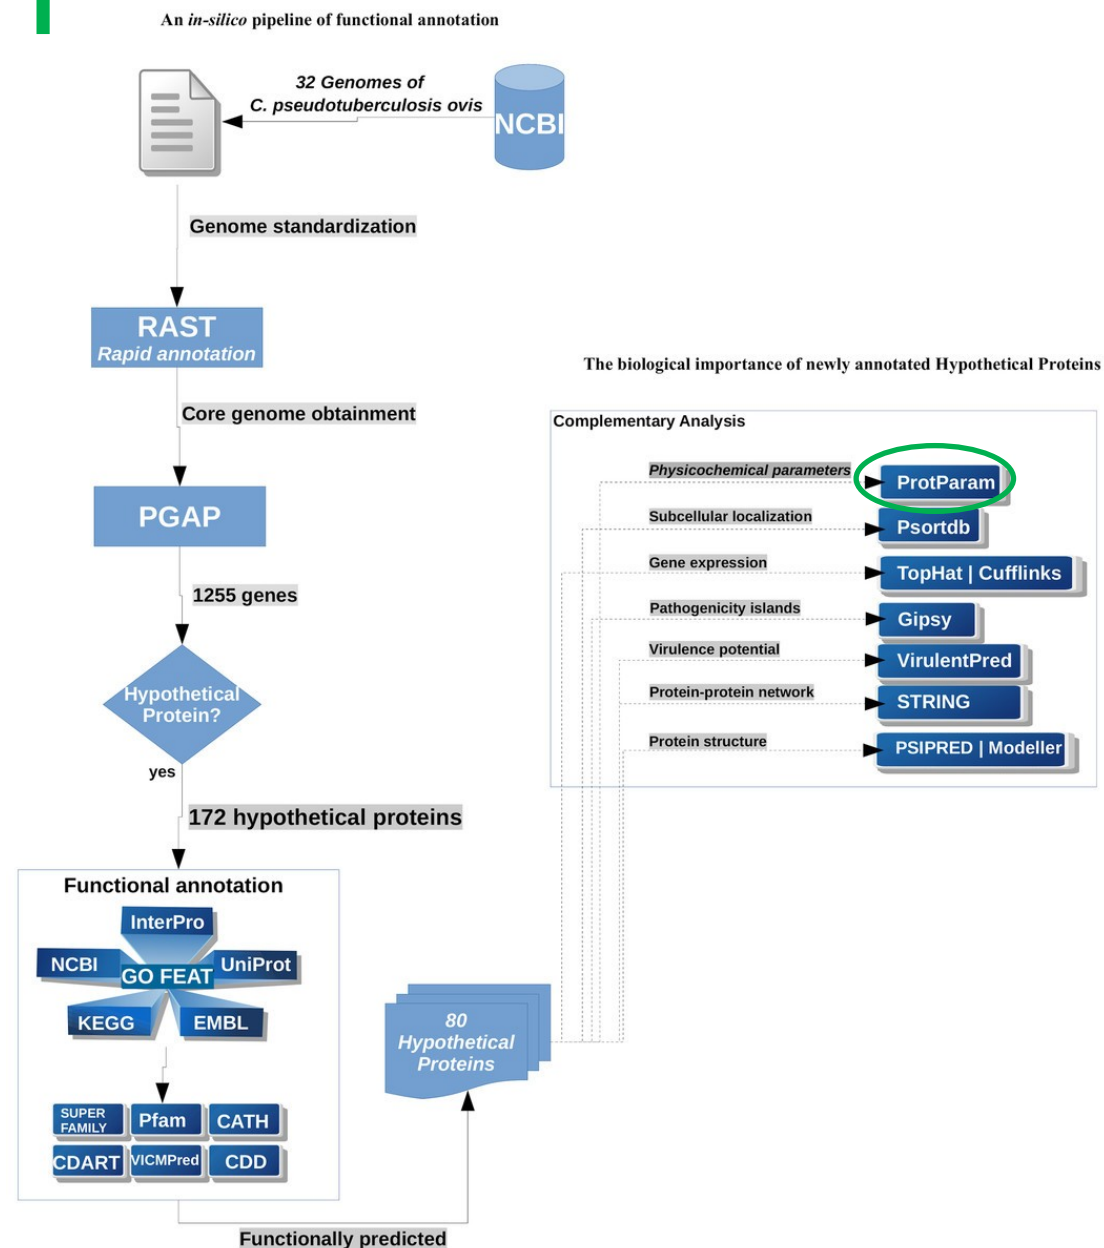 An in-silico pipeline of functional annotation
32 Genomes of
C. pseudotuberculosis ovis
NCBI
Genome standardization
RAST
Rapid annotation
Core genome obtainment
PGAP
1255 genes
Hypothetical
Protein?
yes
172 hypothetical proteins
Functional annotation
InterPro
NCBI
GO FEAT
UniProt
KEGG
EMBL
SUPER
FAMILY
Pfam
CATH
CDART
VICMPred
CDD
Functionally predicted
80
Hypothetical
Proteins
The biological importance of newly annotated Hypothetical Proteins
Complementary Analysis
Physicochemical parameters
ProtParam
Subcellular localization
Psortdb
Gene expression
TopHat | Cufflinks
Pathogenicity islands
Gipsy
Virulence potential
VirulentPred
Protein-protein network
STRING
Protein structure
PSIPRED | Modeller